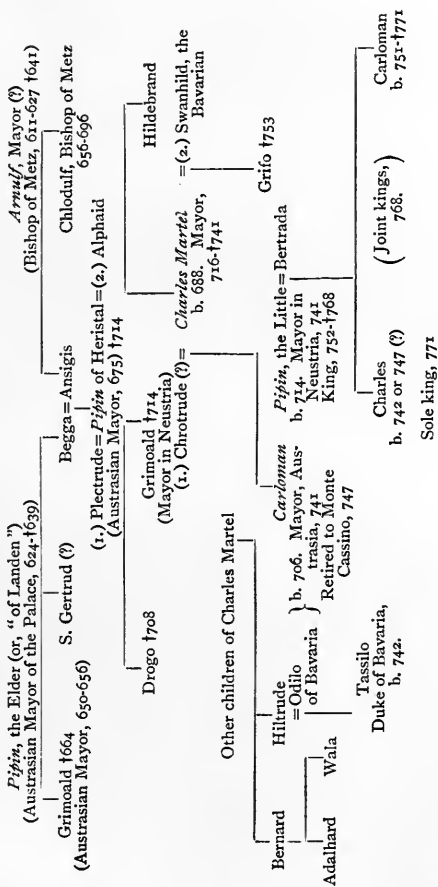 Pipin, the Elder (or, “of Landen”)
(Austrasian Mayor of the Palace, 624-†639)
Arnulf, Mayor (?)
(Bishop of Metz, 611-627 †641)
Grimoald †664
(Austrasian Mayor, 650-656)
S. Gertrud (?)
Begga = Ansigis
Chlodulf, Bishop of Metz
656-696
(1.) Plectrude = Pipin of Heristal = (2.) Alphaid
(Austrasian Mayor, 675) †714
Drogo †708
Grimoald †714
(Mayor in Neustria)
(1.) Chrotrude (?) =
Charles Martel
b. 688. Mayor,
716-†741
Hildebrand
= (2.) Swanhild, the
Bavarian
Grifo †753
Other children of Charles Martel
Bernard
Hiltrude
= Odilo
of Bavaria
Carloman
b. 706. Mayor, Aus-
trasia, 741
Retired to Monte
Cassino, 747
Pipin, the Little = Bertrada
b. 714. Mayor in
Neustria, 741
King, 752-†768
Adalhard
Wala
Tassilo
Duke of Bavaria,
b. 742.
Charles
b. 742 or 747 (?)
(Joint kings,
768.)
Carloman
b. 751-†771
Sole king, 771